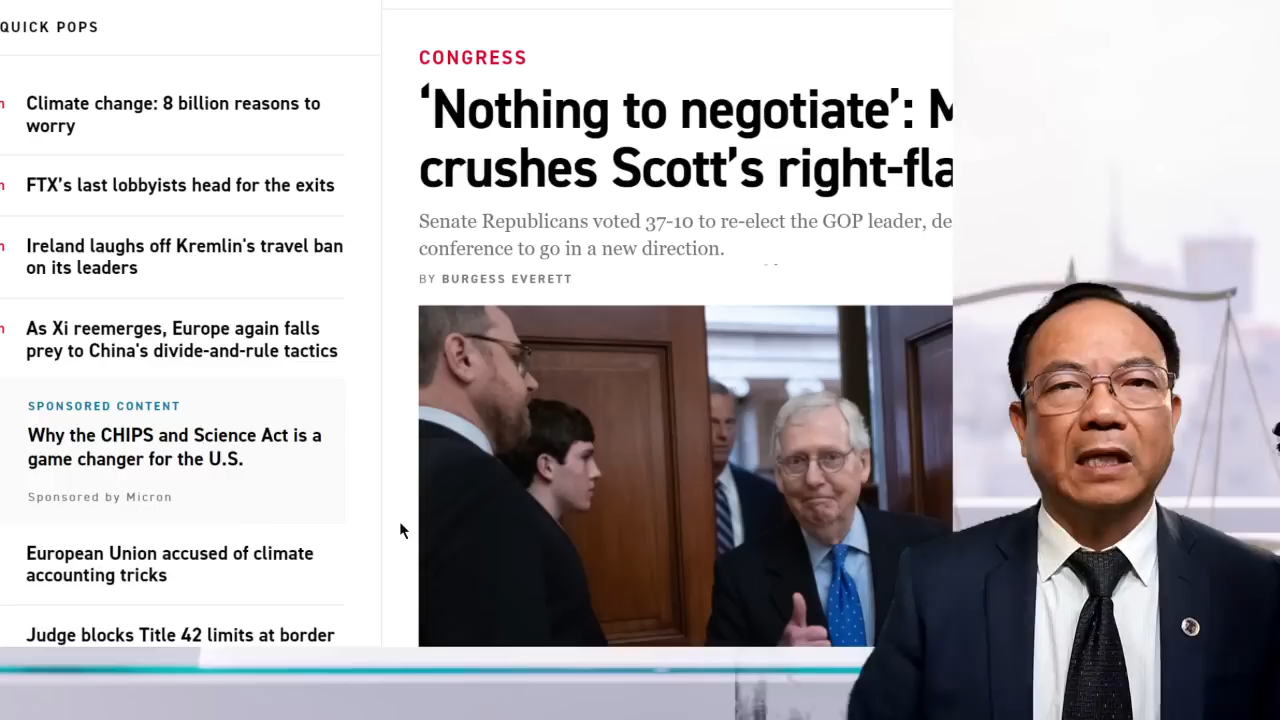 QUICK POPS
Climate change: 8 billion reasons to
worry
FTX's last lobbyists head for the exits
Ireland laughs off Kremlin's travel ban
on its leaders
As Xi reemerges, Europe again falls
prey to China's divide-and-rule tactics
SPONSORED CONTENT
Why the CHIPS and Science Act is a
game changer for the U.S.
Sponsored by Micron
European Union accused of climate
accounting tricks
Judge blocks Title 42 limits at border
CONGRESS
‘Nothing to negotiate’: M
crushes Scott’s right-fla
Senate Republicans voted 37-10 to re-elect the GOP leader, de
conference to go in a new direction.
BY BURGESS EVERETT